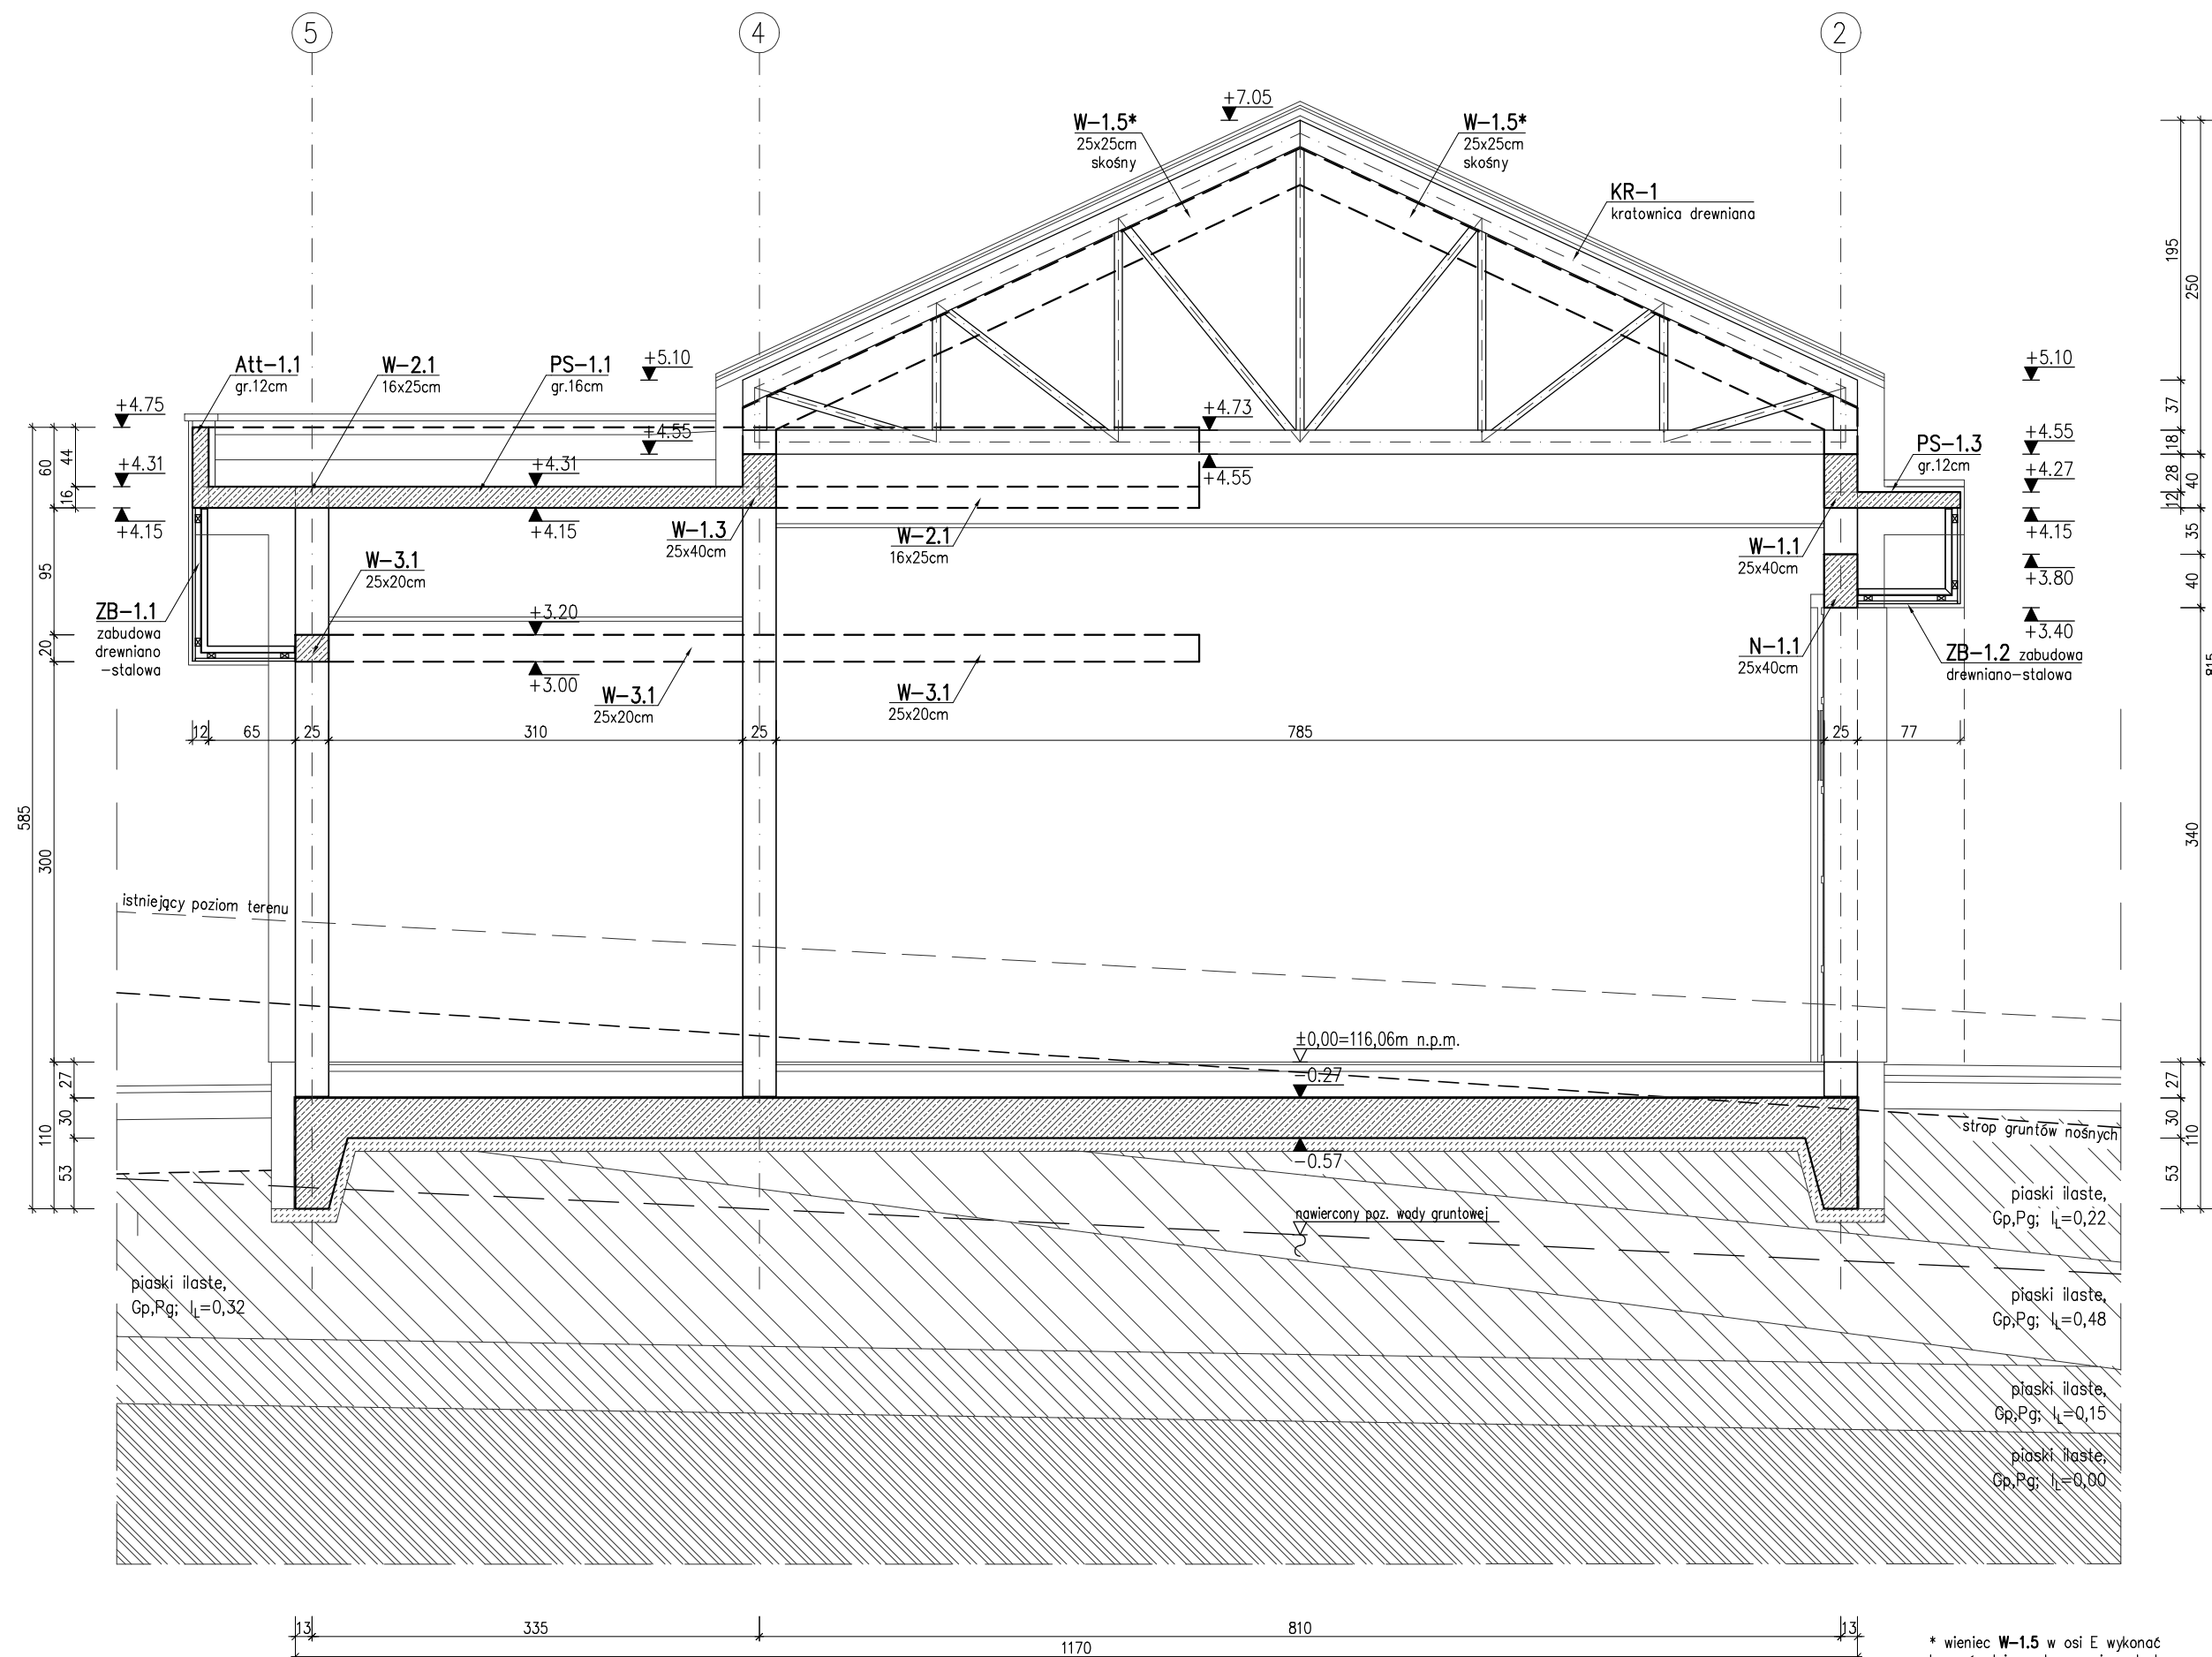 5
4
2
+7.05
W-1.5*
25x25cm
skośny
W-1.5*
25x25cm
skośny
KR-1
kratownica drewniana
195
250
Att-1.1
gr.12cm
W-2.1
16x25cm
PS-1.1
gr.16cm
+5.10
+5.10
+4.75
+4.55
+4.73
+4.55
+4.55
37
18
28
12
40
35
40
PS-1.3
gr.12cm
+4.31
+4.31
+4.27
60
44
16
+4.15
+4.15
+4.15
W-1.3
25x40cm
W-2.1
16x25cm
W-1.1
25x40cm
W-3.1
25x20cm
+3.80
95
ZB-1.1
zabudowa
drewniano
-stalowa
+3.20
+3.40
20
N-1.1
25x40cm
ZB-1.2 zabudowa
drewniano-stalowa
815
+3.00
W-3.1
25x20cm
W-3.1
25x20cm
12
65
25
310
25
785
25
77
585
300
340
istniejący poziom terenu
±0,00=116,06m n.p.m.
-0.27
27
30
53
110
27
30
53
110
strop gruntów nośnych
-0.57
piaski ilaste,
Gp,Pg; IL=0,22
nawiercony poz. wody gruntowej
piaski ilaste,
Gp,Pg; IL=0,32
piaski ilaste,
Gp,Pg; IL=0,48
piaski ilaste,
Gp,Pg; IL=0,15
piaski ilaste,
Gp,Pg; IL=0,00
13
335
810
13
1170
* wieniec W-1.5 w osi E wykonać